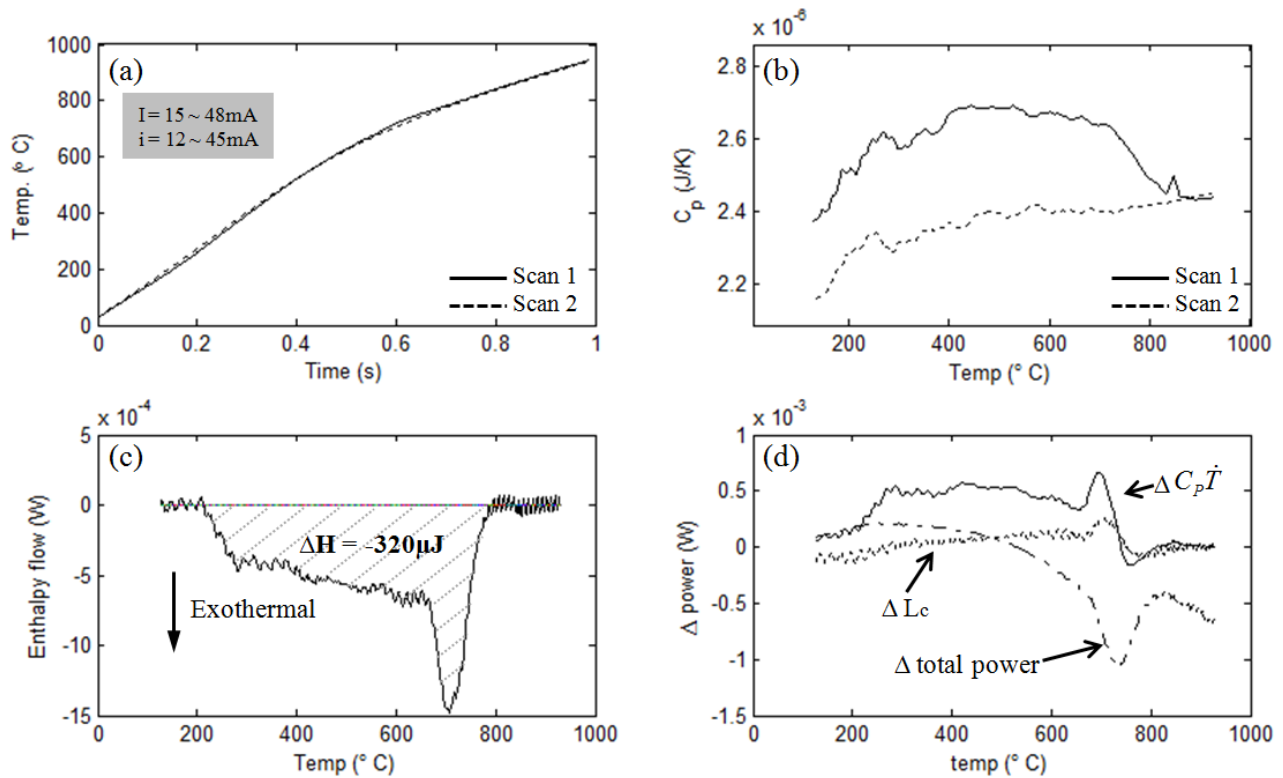 (a)
1000
800
600
400
200
0
Temp. (º C)
I = 15 ~ 48mA
i = 12 ~ 45mA
Scan 1
Scan 2
0 0.2 0.4 0.6 0.8 1
Time (s)
x 10-6
(b)
2.8
2.6
2.4
2.2
Cp (J/K)
Scan 1
Scan 2
200 400 600 800 1000
Temp (° C)
x 10-4
(c)
5
0
-5
-10
-15
Enthalpy flow (W)
ΔH = -320μJ
Exothermal
0 200 400 600 800 1000
Temp (° C)
x 10-3
(d)
1
0.5
0
-0.5
-1
-1.5
Δ power (W)
Δ CPṪ
Δ Lc
Δ total power
0 200 400 600 800 1000
temp (° C)